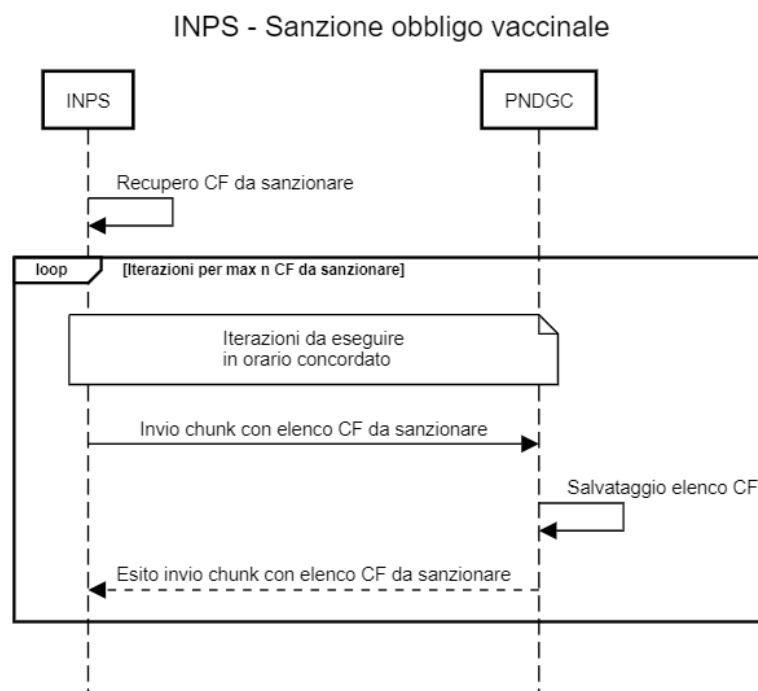 INPS - Sanzione obbligo vaccinale
INPS
PNDGC
Recupero CF da sanzionare
loop
[Iterazioni per max n CF da sanzionare]
Iterazioni da eseguire
in orario concordato
Invio chunk con elenco CF da sanzionare
Salvataggio elenco CF
Esito invio chunk con elenco CF da sanzionare